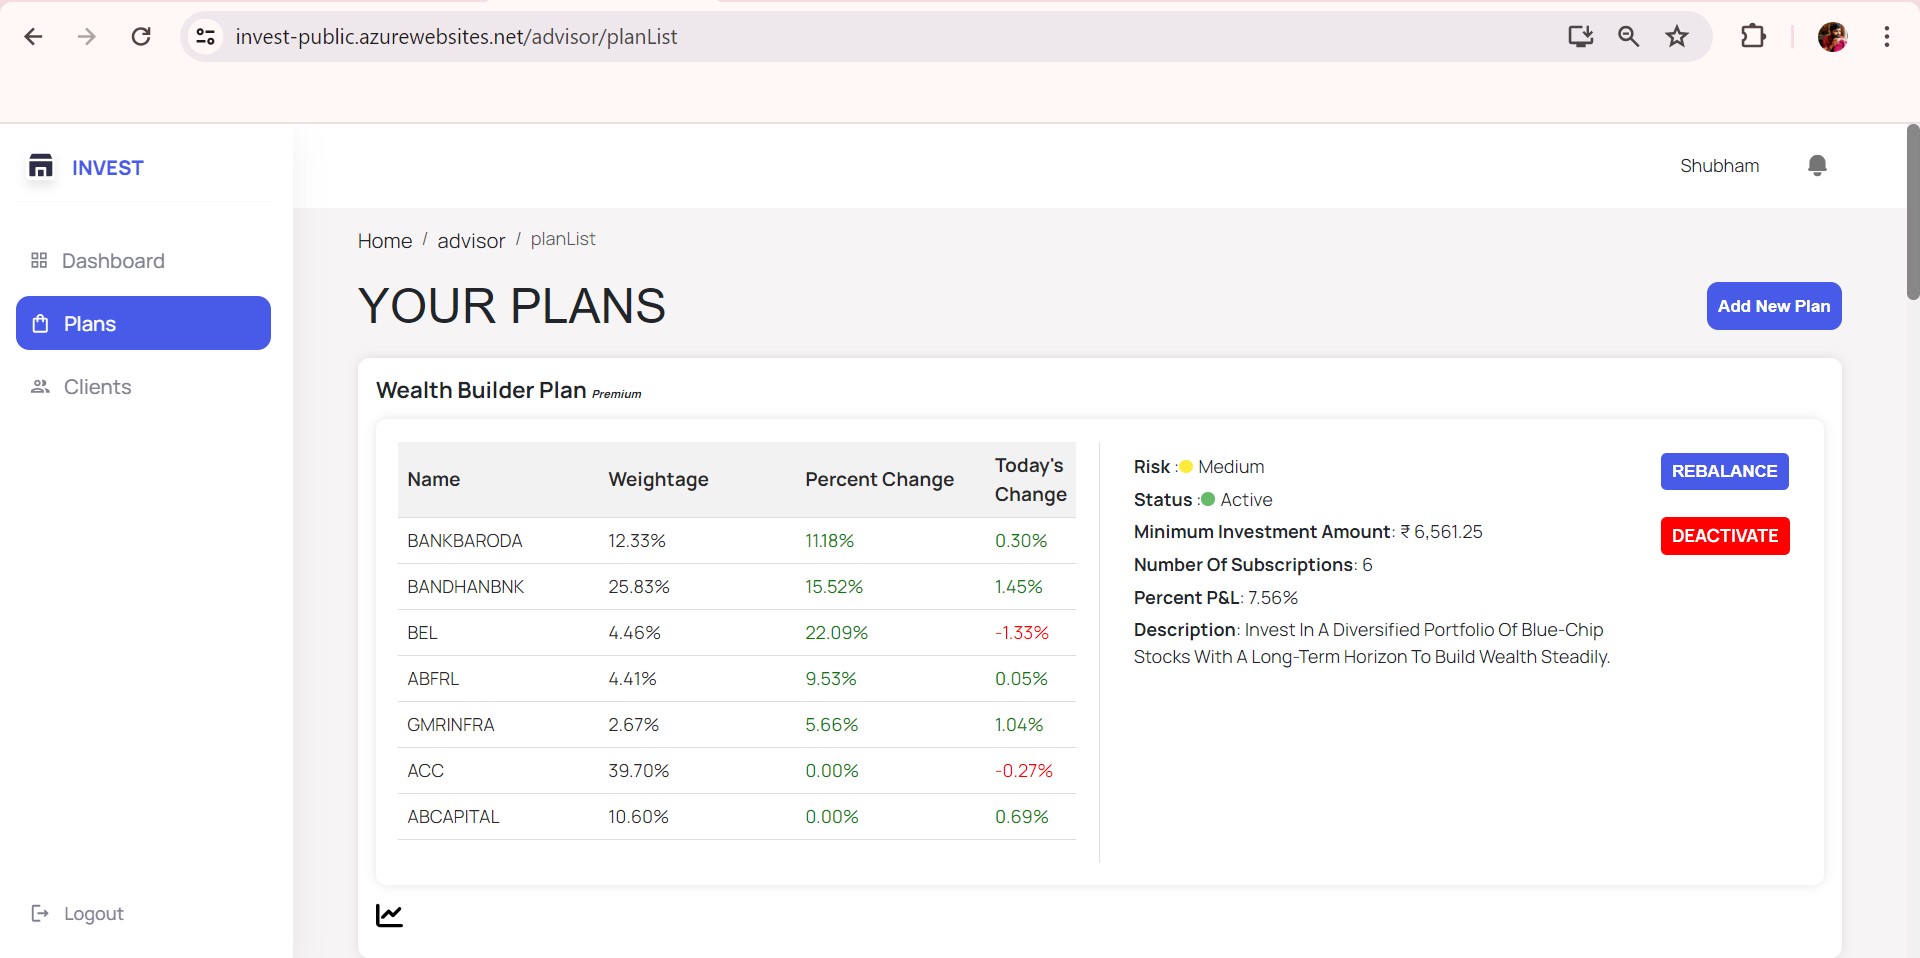 invest-public.azurewebsites.net/advisor/planList
INVEST
Shubham
Dashboard
Plans
Clients
Logout
Home / advisor / planList
YOUR PLANS
Add New Plan
Wealth Builder Plan Premium
Name Weightage Percent Change Today's Change
BANKBARODA 12.33% 11.18% 0.30%
BANDHANBNK 25.83% 15.52% 1.45%
BEL 4.46% 22.09% -1.33%
ABFRL 4.41% 9.53% 0.05%
GMRINFRA 2.67% 5.66% 1.04%
ACC 39.70% 0.00% -0.27%
ABCAPITAL 10.60% 0.00% 0.69%
Risk : Medium
Status : Active
Minimum Investment Amount: ₹ 6,561.25
Number Of Subscriptions: 6
Percent P&L: 7.56%
Description: Invest In A Diversified Portfolio Of Blue-Chip
Stocks With A Long-Term Horizon To Build Wealth Steadily.
REBALANCE
DEACTIVATE